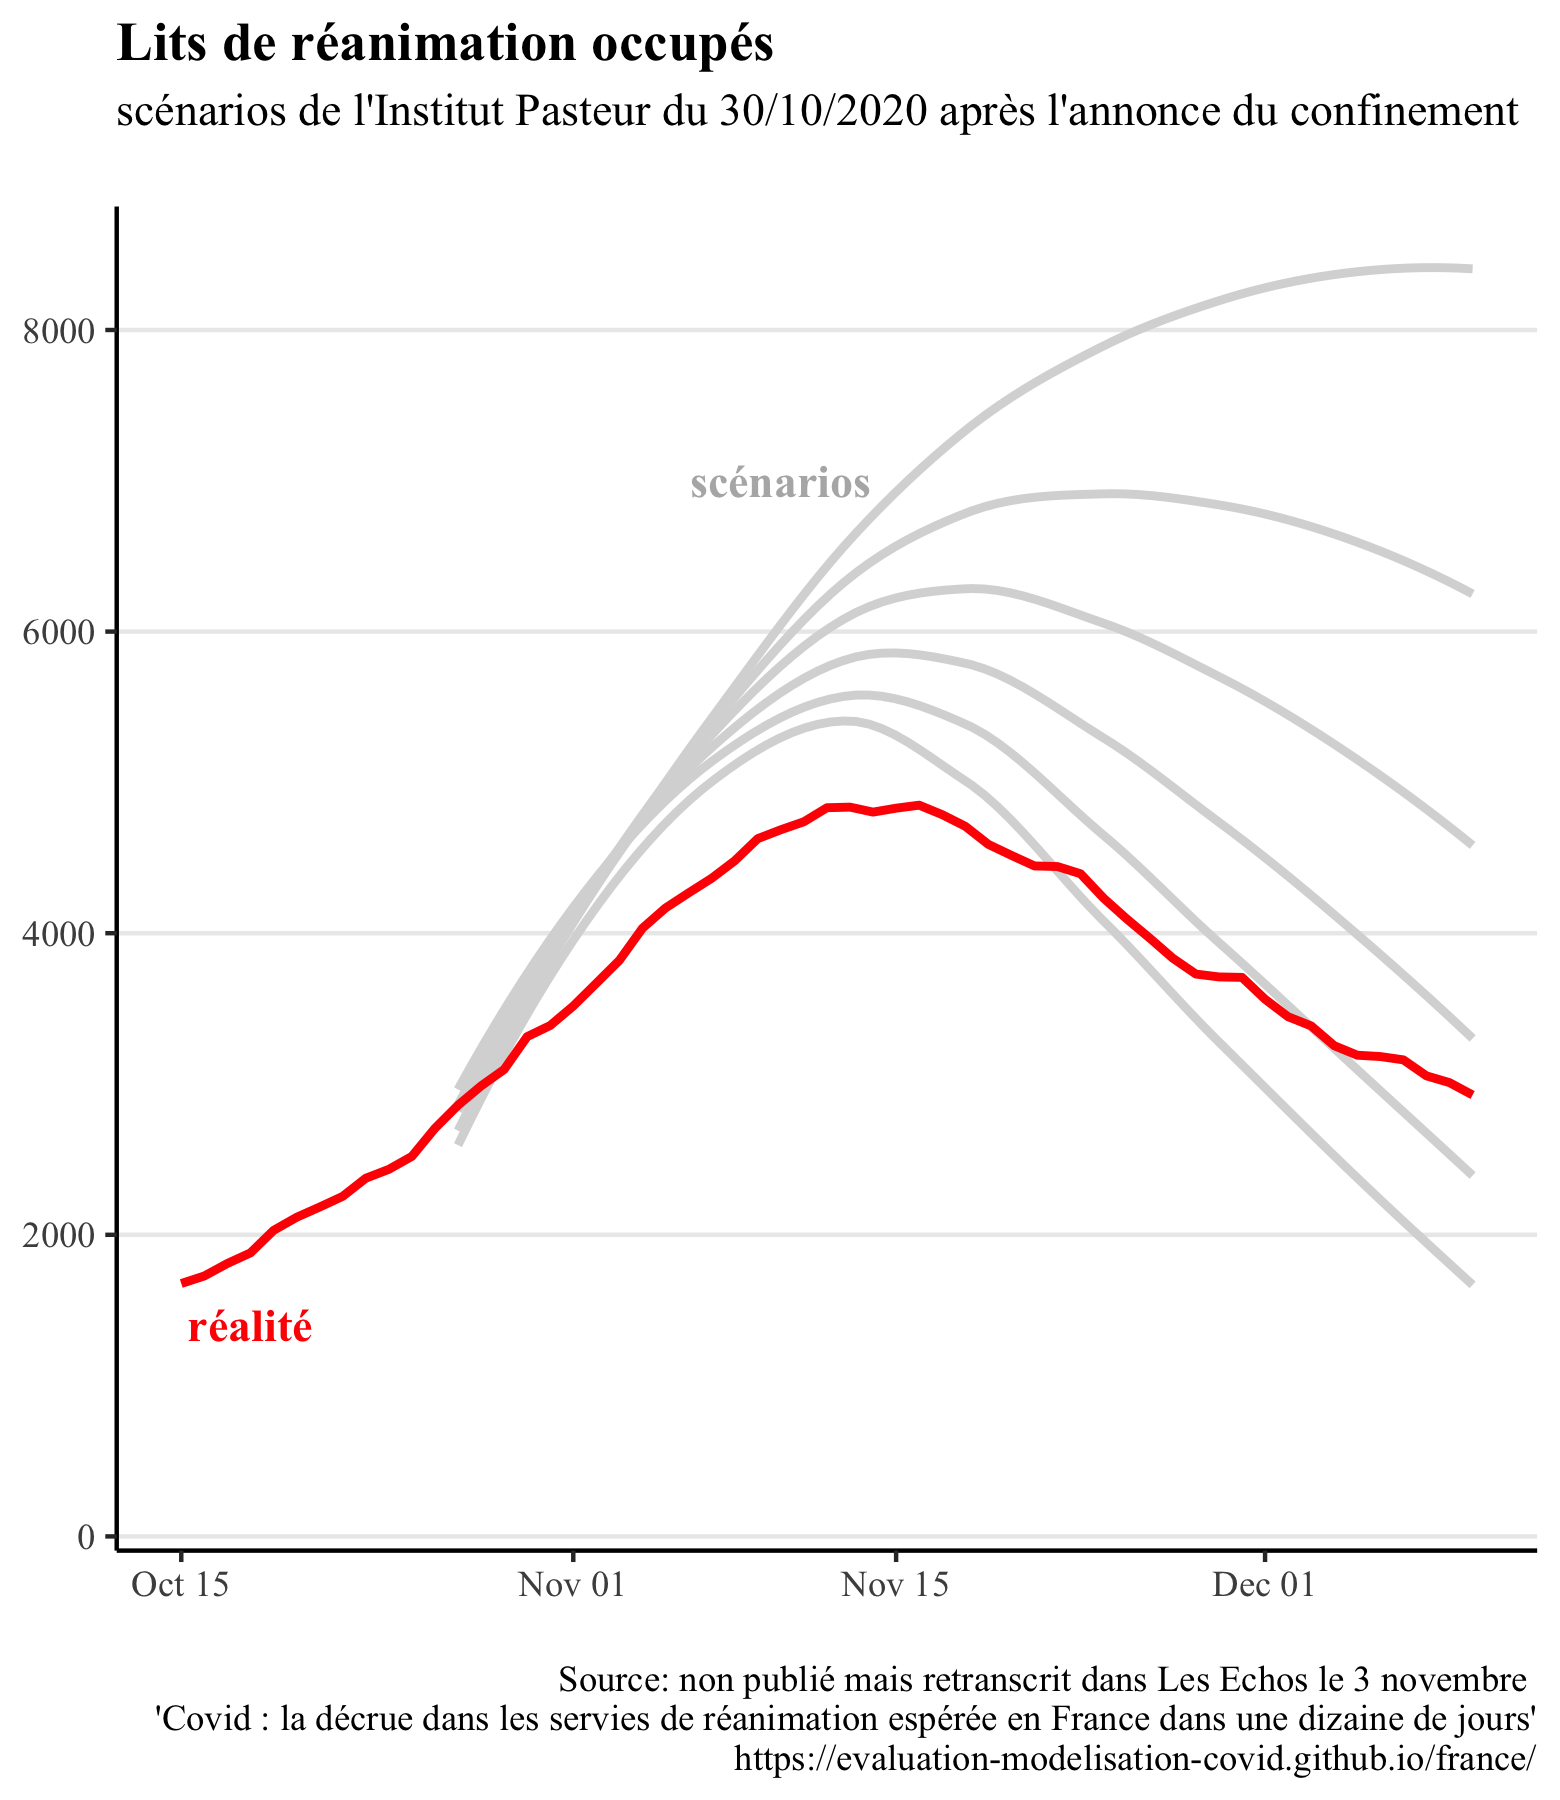 Lits de réanimation occupés
scénarios de l'Institut Pasteur du 30/10/2020 après l'annonce du confinement
8000
6000
4000
2000
0
scénarios
réalité
Oct 15
Nov 01
Nov 15
Dec 01
Source: non publié mais retranscrit dans Les Echos le 3 novembre
'Covid : la décrue dans les servies de réanimation espérée en France dans une dizaine de jours'
https://evaluation-modelisation-covid.github.io/france/